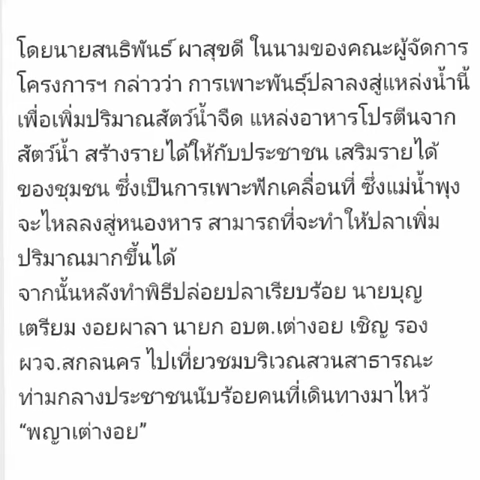 โดยนายสนธิพันธ์ ผาสุขดี ในนามของคณะผู้จัดการ
โครงการฯ กล่าวว่า การเพาะพันธุ์ปลาลงสู่แหล่งน้ำนี้
เพื่อเพิ่มปริมาณสัตว์น้ำจืด แหล่งอาหารโปรตีนจาก
สัตว์น้ำ สร้างรายได้ให้กับประชาชน เสริมรายได้
ของชุมชน ซึ่งเป็นการเพาะฟักเคลื่อนที่ ซึ่งแม่น้ำพุง
จะไหลลงสู่หนองหาร สามารถที่จะทำให้ปลาเพิ่ม
ปริมาณมากขึ้นได้
จากนั้นหลังทำพิธีปล่อยปลาเรียบร้อย นายบุญ
เตรียม งอยผาลา นายก อบต.เต่างอย เชิญ รอง
ผวจ.สกลนคร ไปเที่ยวชมบริเวณสวนสาธารณะ
ท่ามกลางประชาชนนับร้อยคนที่เดินทางมาไหว้
“พญาเต่างอย”